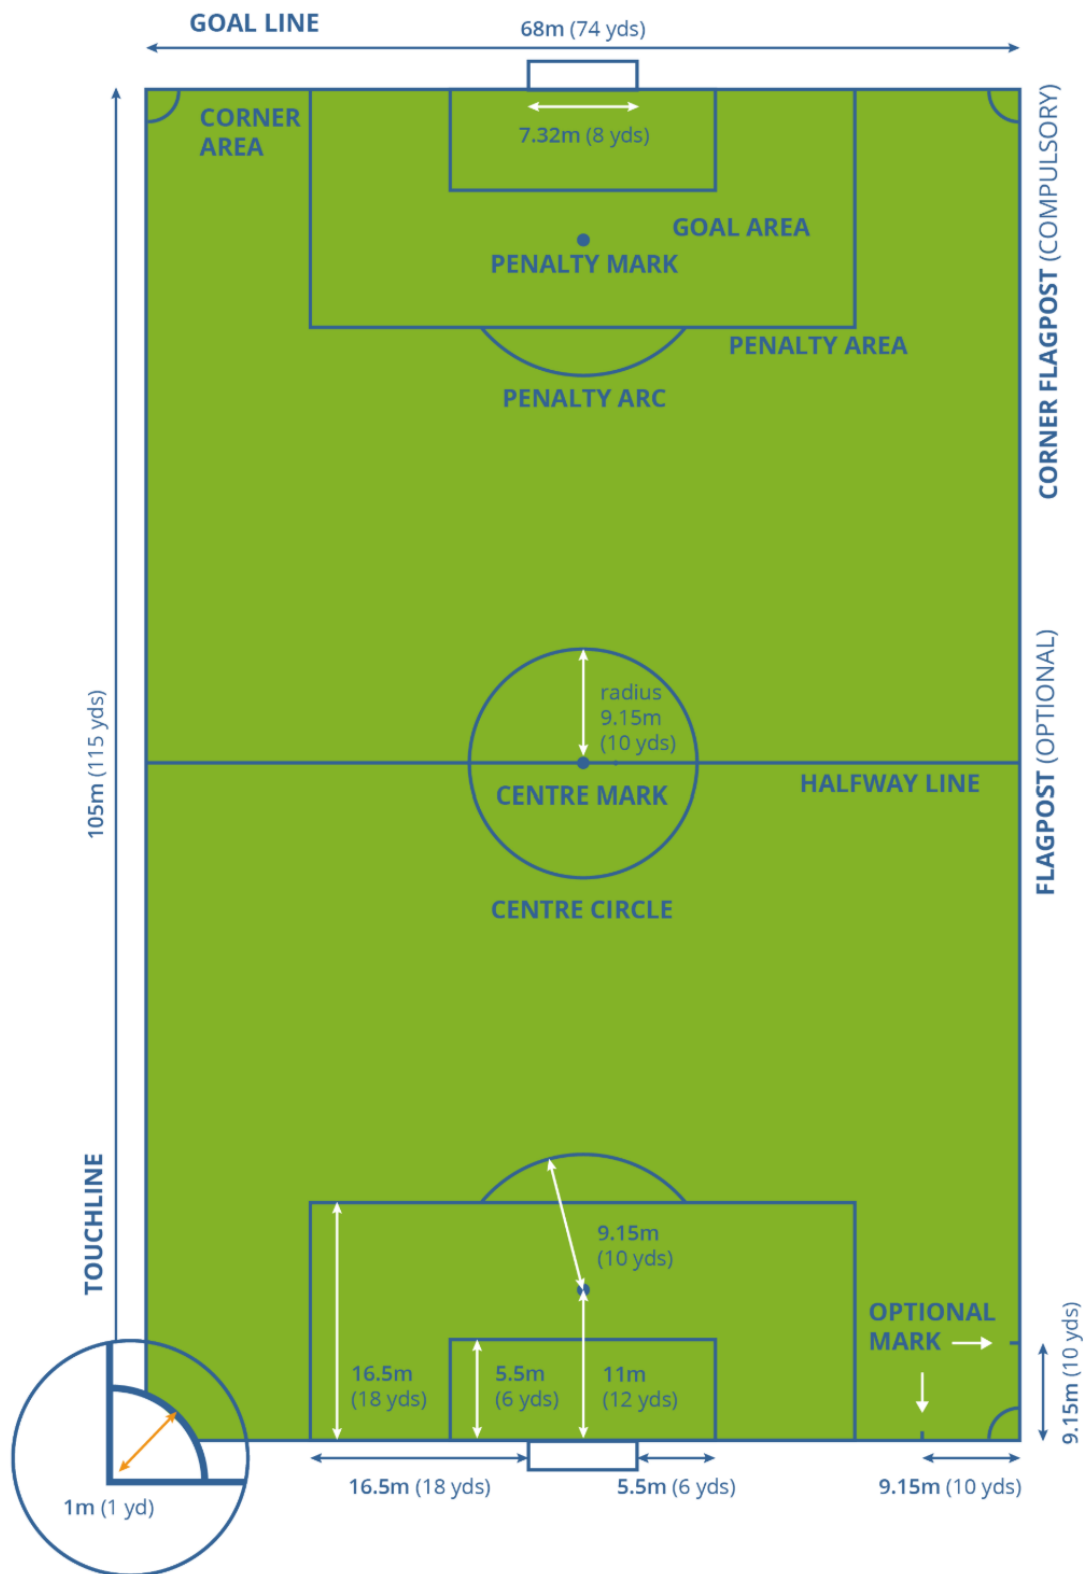 GOAL LINE
68m (74 yds)
CORNER
AREA
7.32m (8 yds)
GOAL AREA
PENALTY MARK
PENALTY AREA
PENALTY ARC
CORNER FLAGPOST (COMPULSORY)
radius
9.15m
(10 yds)
105m (115 yds)
CENTRE MARK
HALFWAY LINE
FLAGPOST (OPTIONAL)
CENTRE CIRCLE
TOUCHLINE
9.15m
(10 yds)
OPTIONAL
MARK
16.5m
(18 yds)
5.5m
(6 yds)
11m
(12 yds)
9.15m (10 yds)
16.5m (18 yds)
5.5m (6 yds)
9.15m (10 yds)
1m (1 yd)